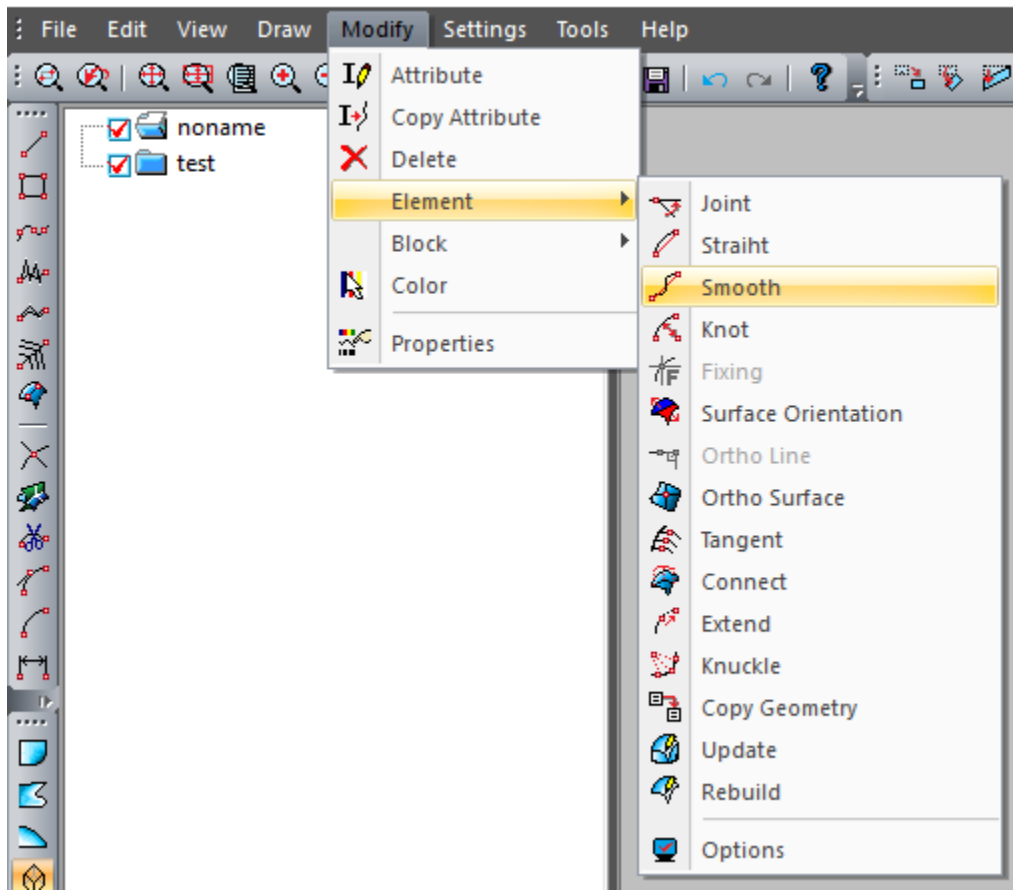 File Edit View Draw Modify Settings Tools Help
Attribute
Copy Attribute
Delete
Element
Block
Color
Properties
noname
test
Joint
Straiht
Smooth
Knot
Fixing
Surface Orientation
Ortho Line
Ortho Surface
Tangent
Connect
Extend
Knuckle
Copy Geometry
Update
Rebuild
Options